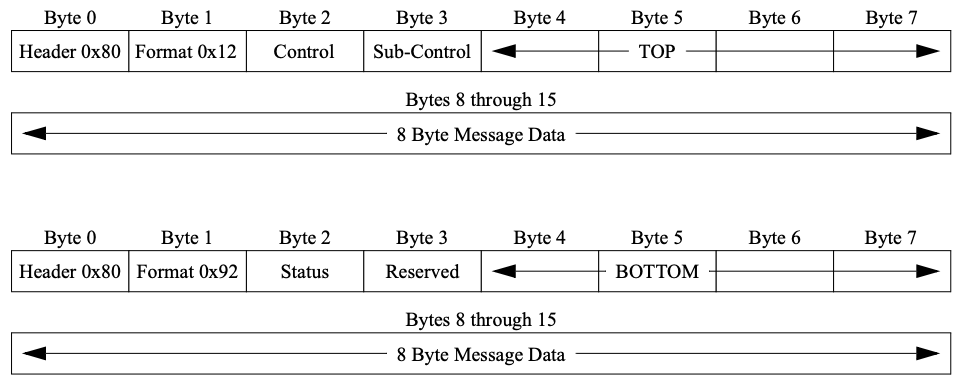 Byte 0 Byte 1 Byte 2 Byte 3 Byte 4 Byte 5 Byte 6 Byte 7
Header 0x80 Format 0x12 Control Sub-Control TOP
Bytes 8 through 15
8 Byte Message Data
Byte 0 Byte 1 Byte 2 Byte 3 Byte 4 Byte 5 Byte 6 Byte 7
Header 0x80 Format 0x92 Status Reserved BOTTOM
Bytes 8 through 15
8 Byte Message Data